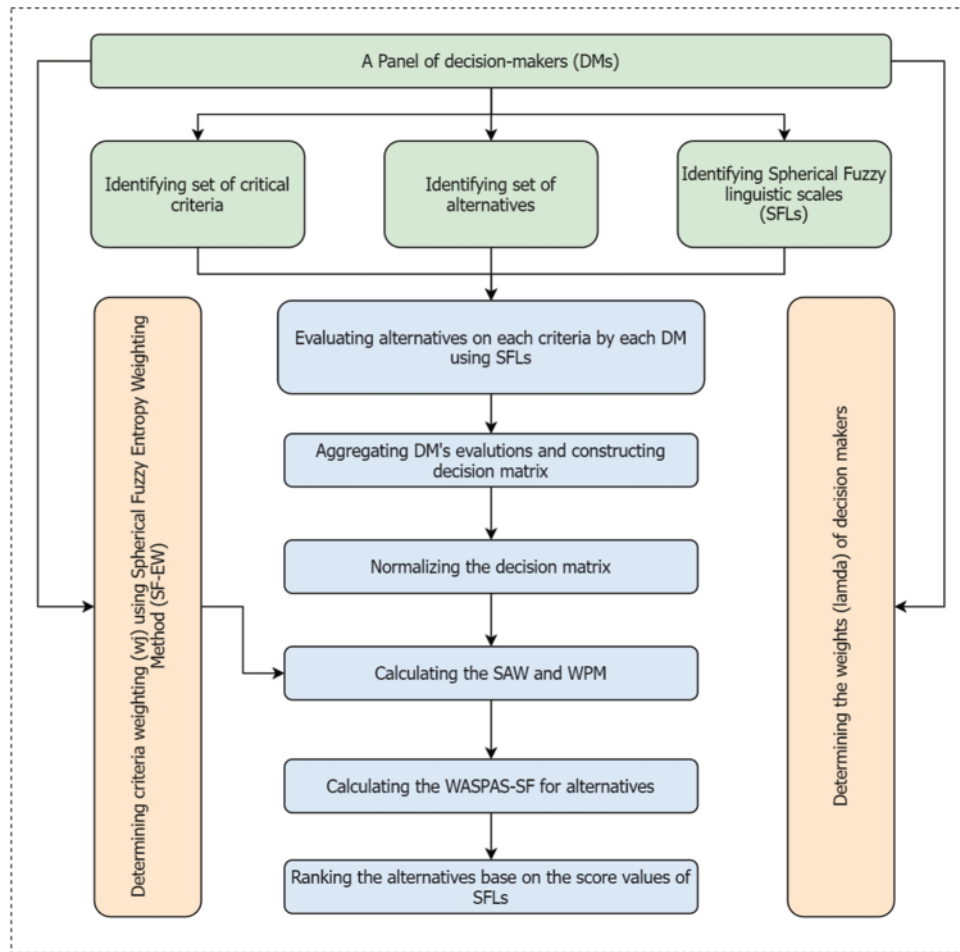 A Panel of decision-makers (DMs)
Identifying set of critical
criteria
Identifying set of
alternatives
Identifying Spherical Fuzzy
linguistic scales
(SFLs)
Determining criteria weighting (wj) using Spherical Fuzzy Entropy Weighting
Method (SF-EW)
Evaluating alternatives on each criteria by each DM
using SFLs
Aggregating DM's evalutions and constructing
decision matrix
Normalizing the decision matrix
Calculating the SAW and WPM
Calculating the WASPAS-SF for alternatives
Ranking the alternatives base on the score values of
SFLs
Determining the weights (lamda) of decision makers